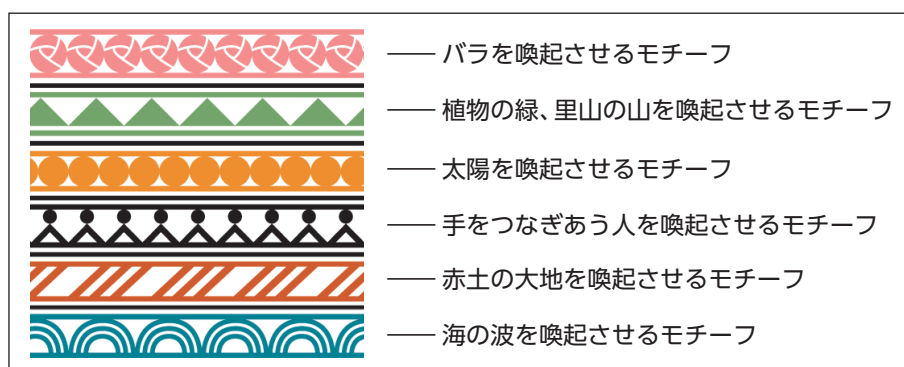 バラを喚起させるモチーフ
植物の緑、里山の山を喚起させるモチーフ
太陽を喚起させるモチーフ
手をつなぎあう人を喚起させるモチーフ
赤土の大地を喚起させるモチーフ
海の波を喚起させるモチーフ